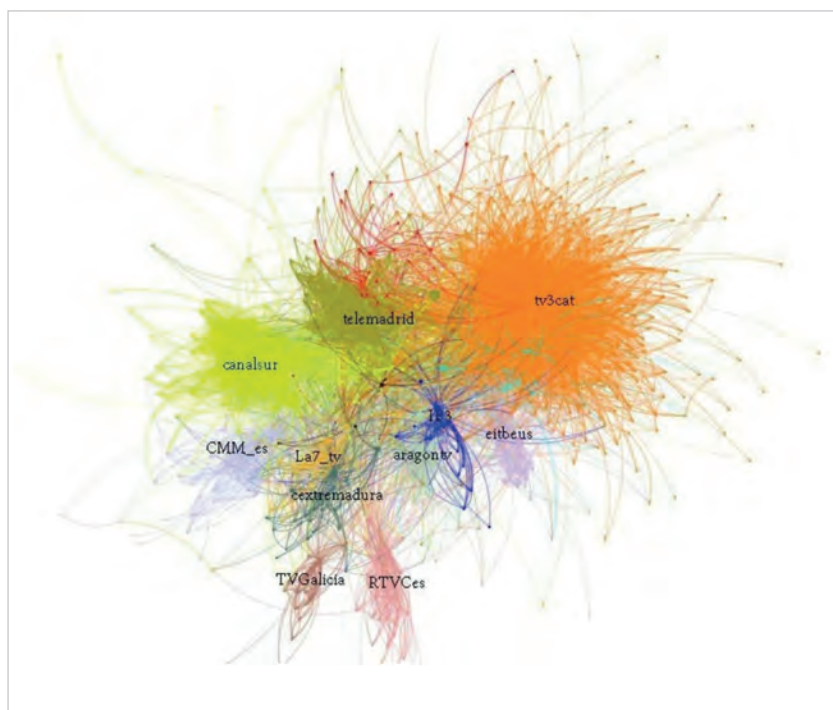 tv3cat
telemadrid
canalsur
eitbeus
CMM_es
La7_tv
aragontv
cextremadura
TVGalicia
RTVCes